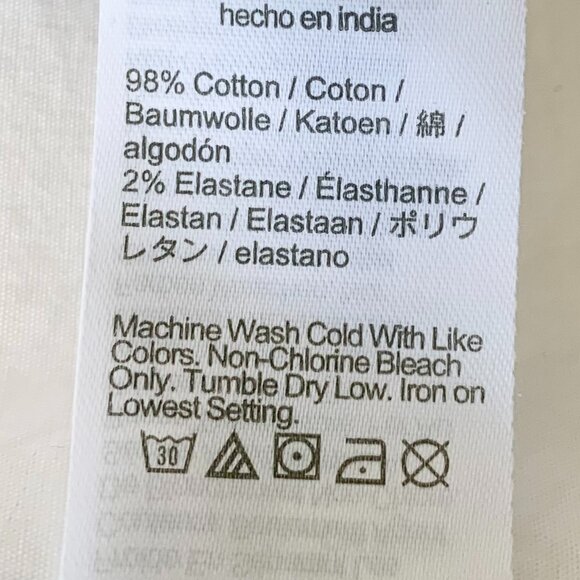 hecho en india
98% Cotton / Coton /
Baumwolle / Katoen / 綿 /
algodón
2% Elastane / Élasthanne /
Elastan / Elastaan / ポリウ
レタン / elastano
Machine Wash Cold With Like
Colors. Non-Chlorine Bleach
Only. Tumble Dry Low. Iron on
Lowest Setting.
30